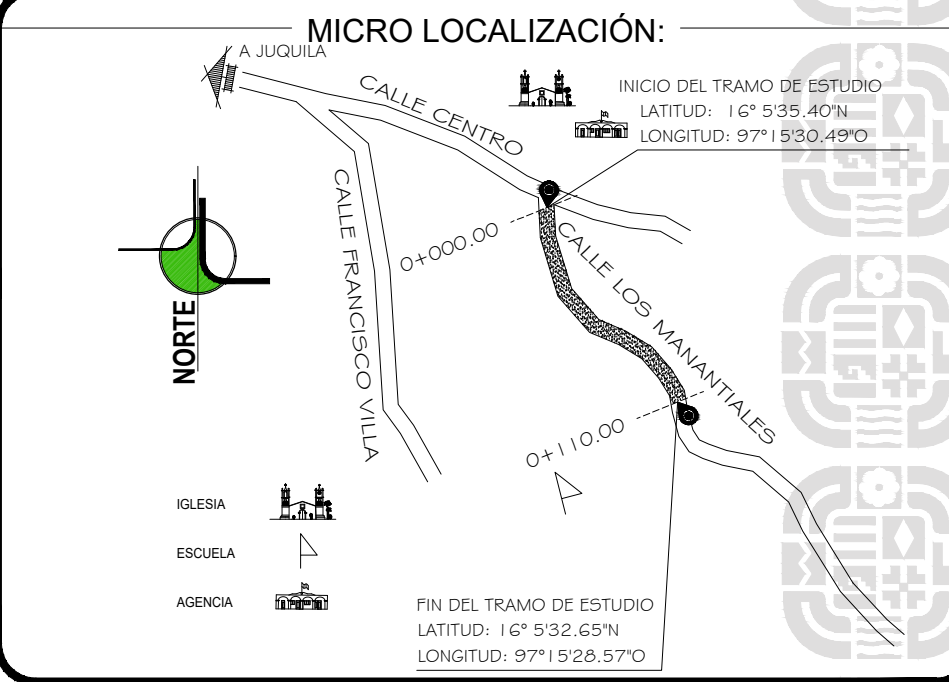 MICRO LOCALIZACIÓN:
A JUQUILA
CALLE CENTRO
INICIO DEL TRAMO DE ESTUDIO
LATITUD: 16° 5'35.40"N
LONGITUD: 97°15'30.49"O
CALLE FRANCISCO VILLA
0+000.00
CALLE LOS MANANTIALES
NORTE
0+110.00
IGLESIA
ESCUELA
AGENCIA
FIN DEL TRAMO DE ESTUDIO
LATITUD: 16° 5'32.65"N
LONGITUD: 97°15'28.57"O